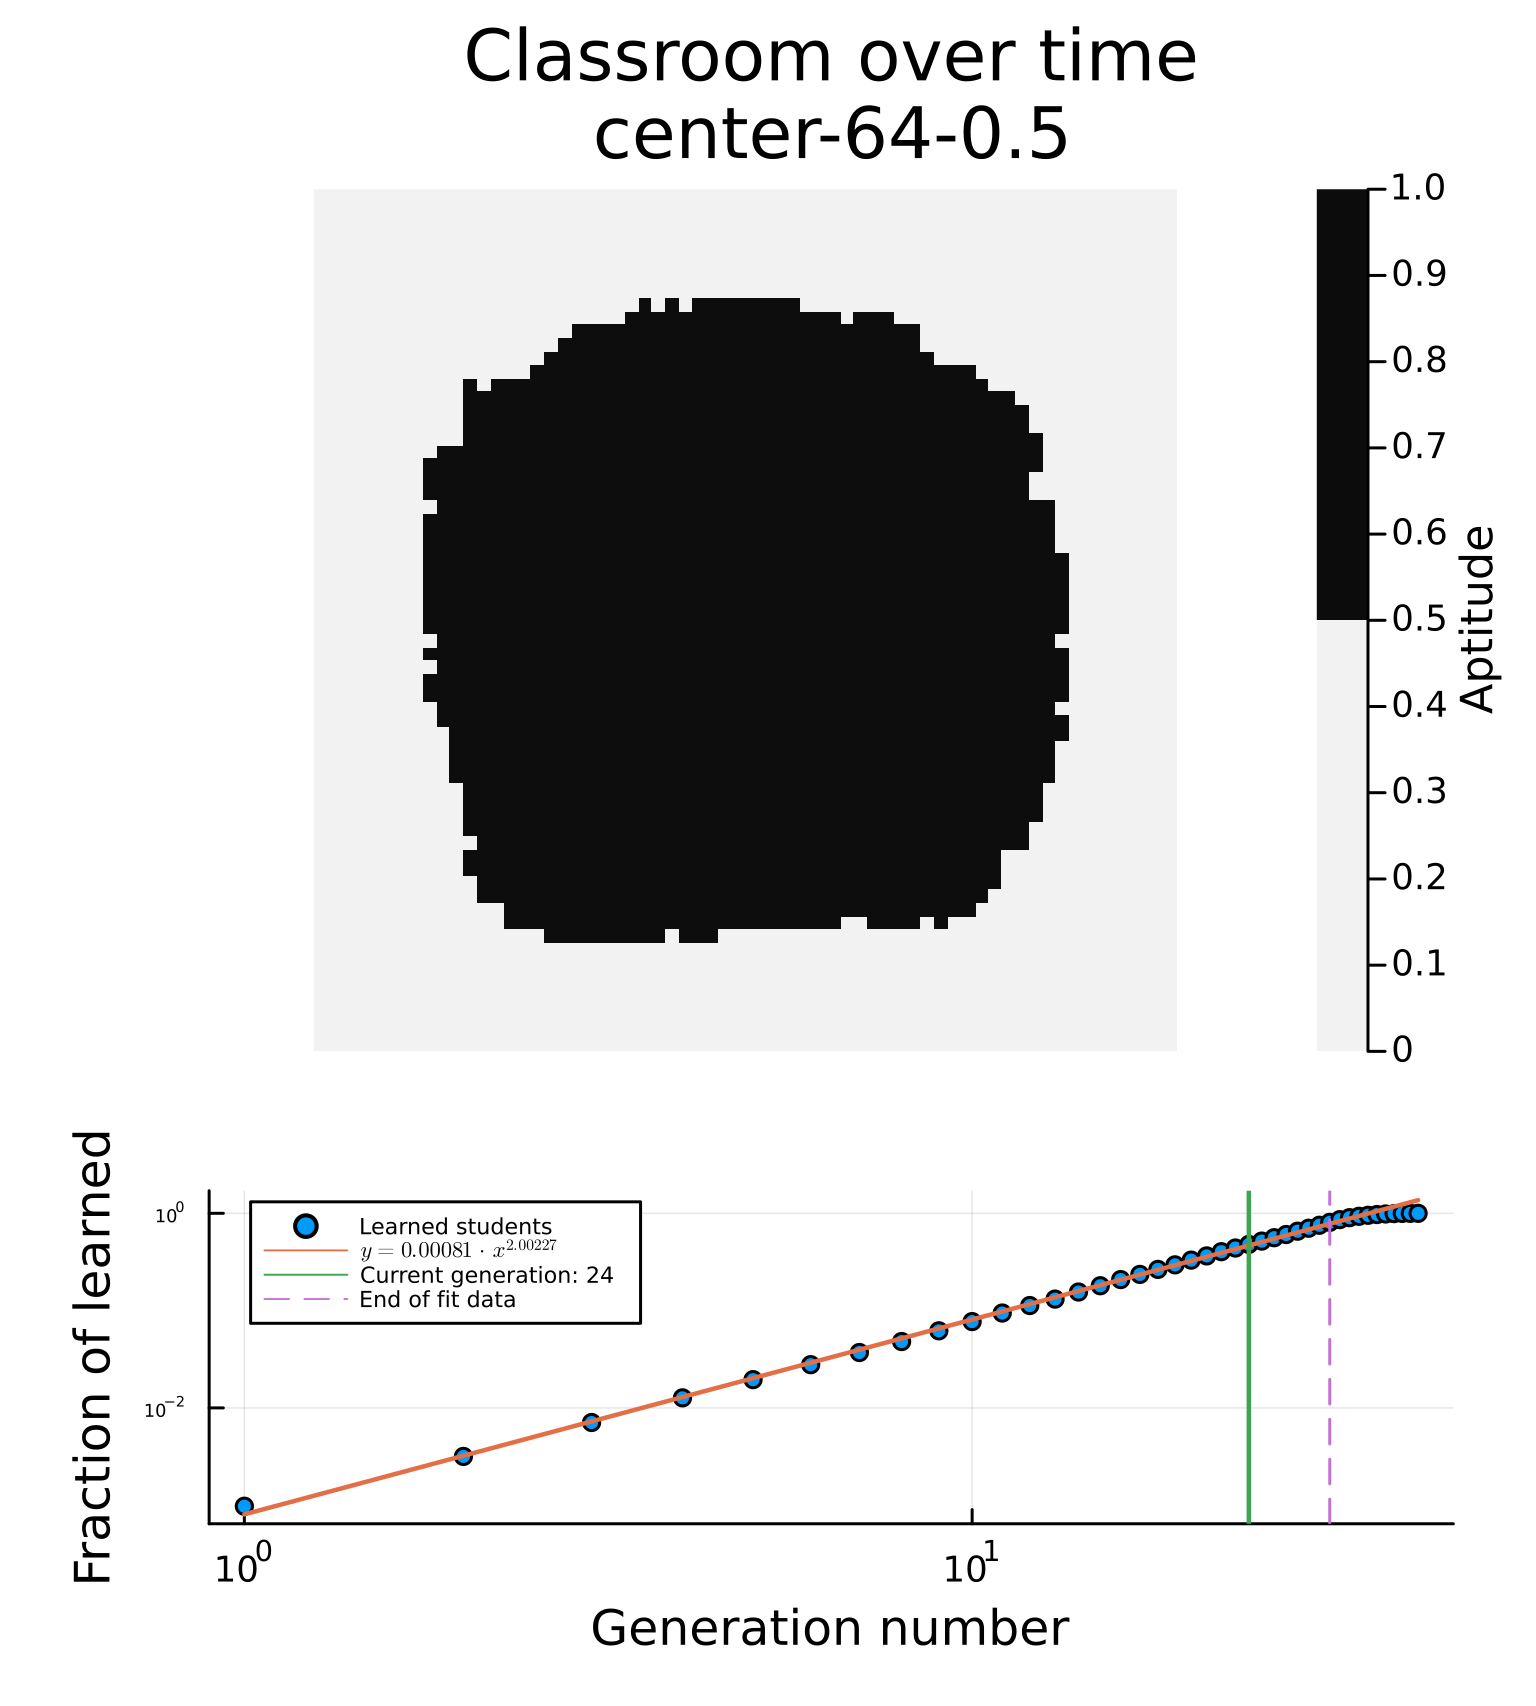 Classroom over time
center-64-0.5
1.0
0.9
0.8
0.7
0.6
0.5
0.4
0.3
0.2
0.1
0
Aptitude
Fraction of learned
10⁰
10⁻²
Learned students
y = 0.00081 · x^2.00227
Current generation: 24
End of fit data
10⁰
10¹
Generation number